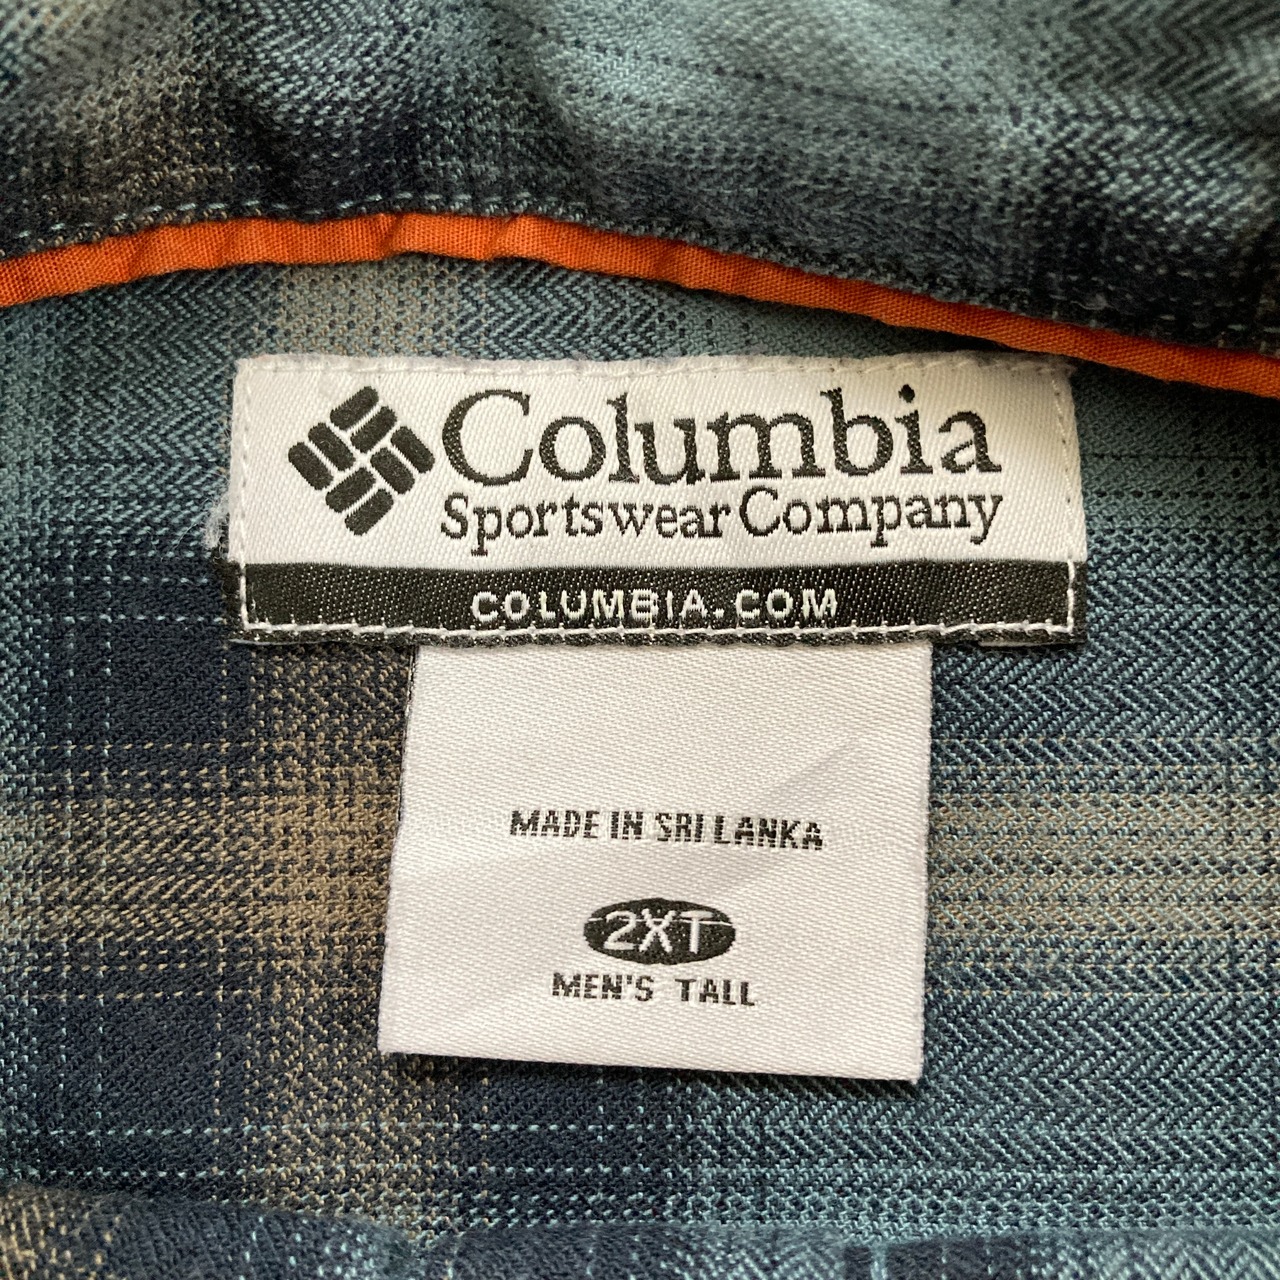 Columbia
Sportswear Company
COLUMBIA.COM
MADE IN SRI LANKA
2XT
MEN'S TALL